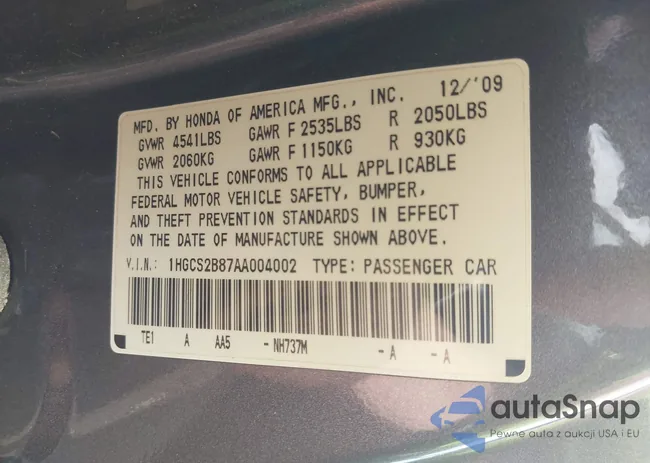 MFD. BY HONDA OF AMERICA MFG., INC. 12/'09
GVWR 4541LBS GAWR F 2535LBS R 2050LBS
GVWR 2060KG GAWR F 1150KG R 930KG
THIS VEHICLE CONFORMS TO ALL APPLICABLE
FEDERAL MOTOR VEHICLE SAFETY, BUMPER,
AND THEFT PREVENTION STANDARDS IN EFFECT
ON THE DATE OF MANUFACTURE SHOWN ABOVE.
V.I.N.: 1HGCS2B87AA004002 TYPE: PASSENGER CAR
TE1 A AA5 - NH737M - A - A
autaSnap
Pewne auta z aukcji USA i EU